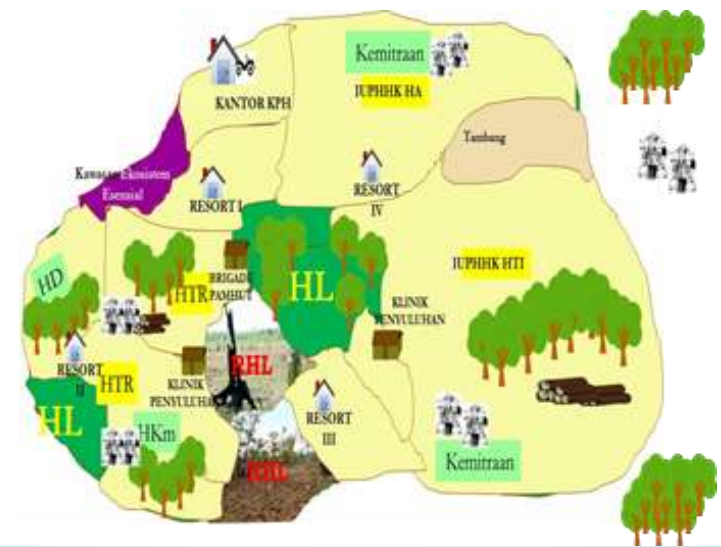 Kemitraan
IUPHHK HA
KANTOR KPH
Tambang
Kawasan Ekosistem
Esensial
RESORT I
RESORT
IV
HD
BRIGADE
PAMHUT
HTR
HL
IUPHHK HTI
KLINIK
PENYULUHAN
RESORT
II
HTR
KLINIK
PENYULUHAN
RHL
RESORT
III
HL
HKm
RHL
Kemitraan